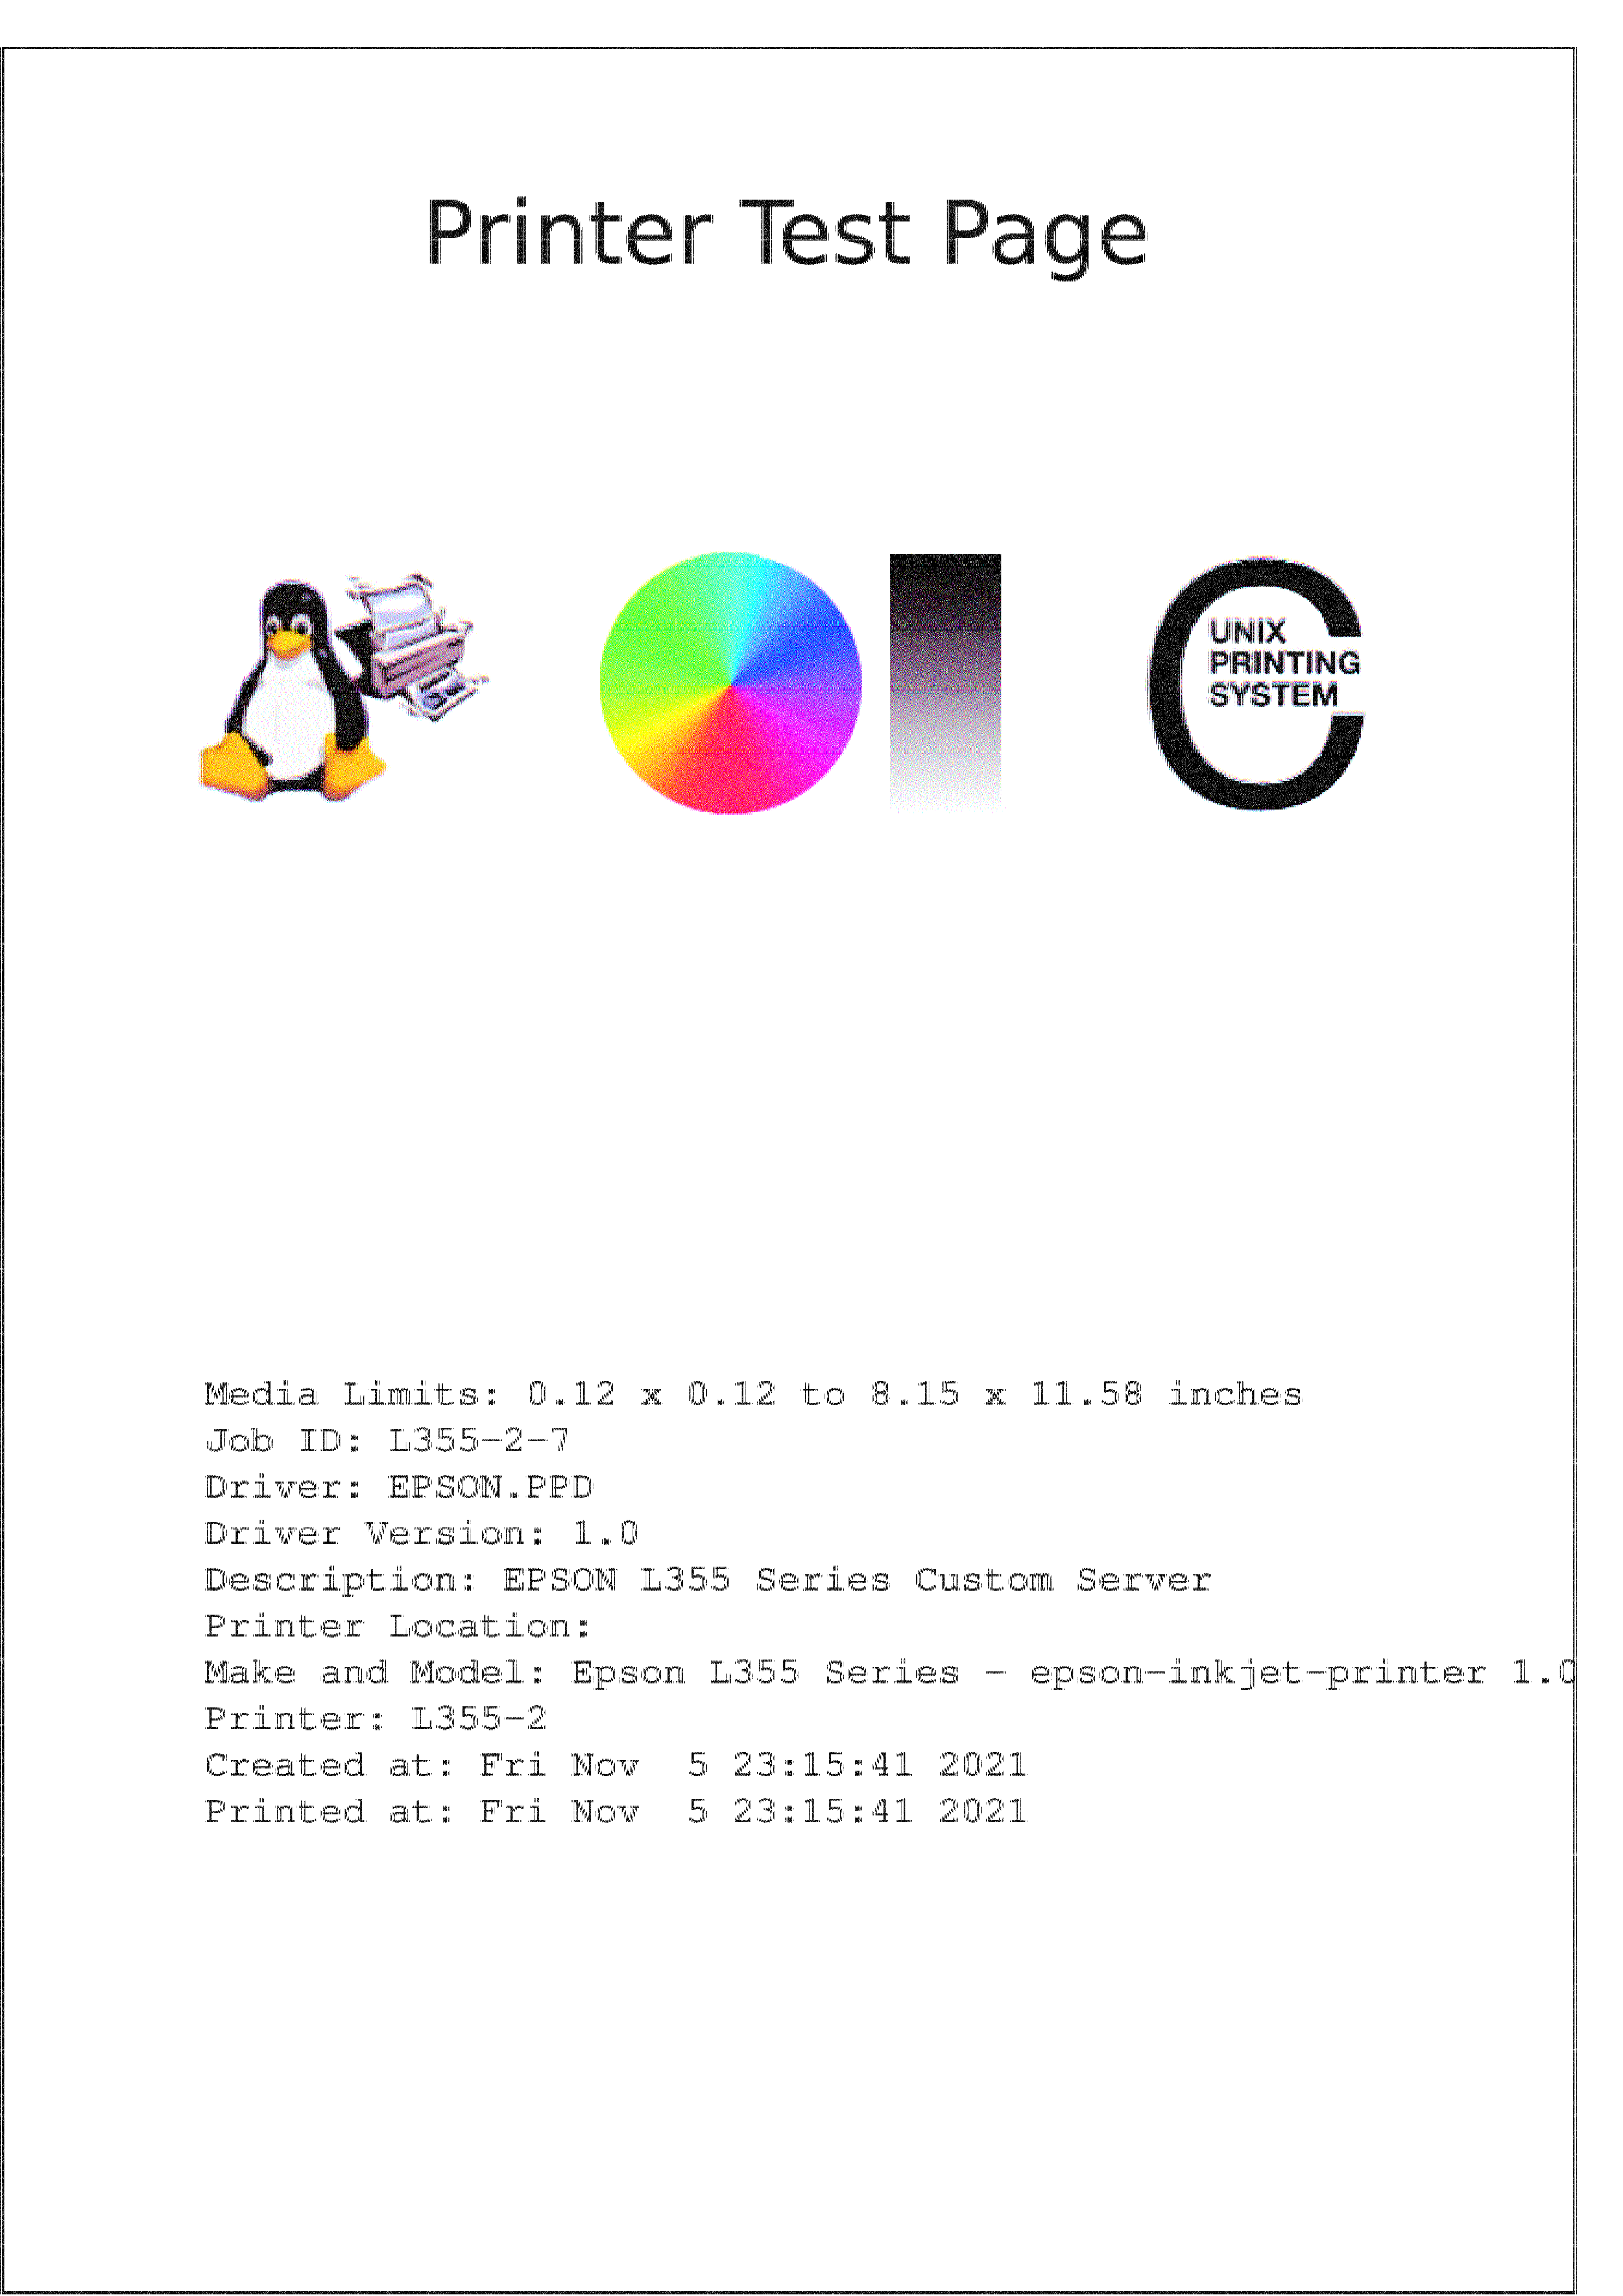 Printer Test Page
UNIX
PRINTING
SYSTEM
Media Limits: 0.12 x 0.12 to 8.15 x 11.58 inches
Job ID: L355-2-7
Driver: EPSON.PPD
Driver Version: 1.0
Description: EPSON L355 Series Custom Server
Printer Location:
Make and Model: Epson L355 Series - epson-inkjet-printer 1.0
Printer: L355-2
Created at: Fri Nov  5 23:15:41 2021
Printed at: Fri Nov  5 23:15:41 2021